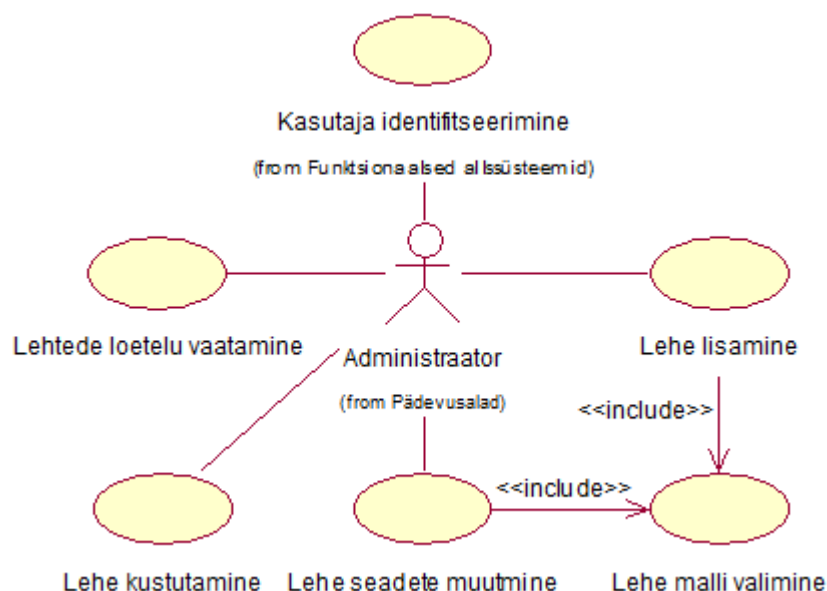 Kasutaja identifitseerimine
(from Funktsionaalsed allssüsteemid)
Lehtede loetelu vaatamine
Administraator
(from Pädevusalad)
Lehe lisamine
<<include>>
<<include>>
Lehe kustutamine
Lehe seadete muutmine
Lehe malli valimine